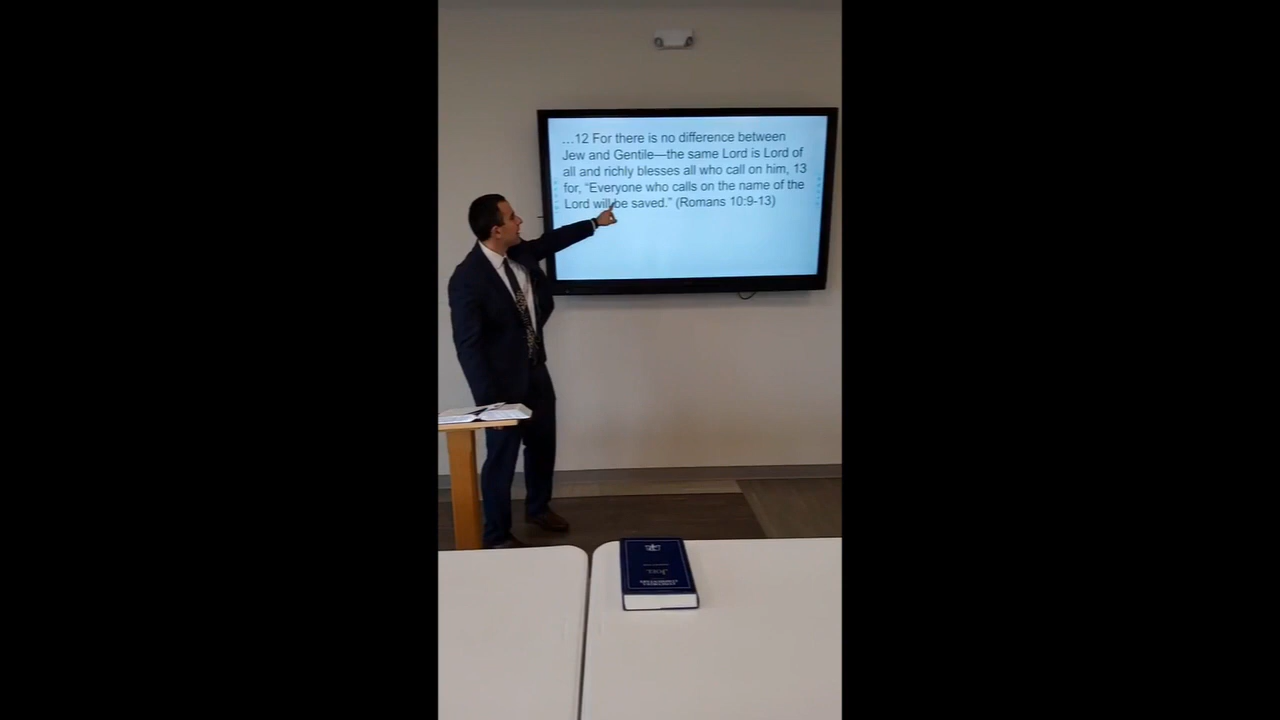 …12 For there is no difference between
Jew and Gentile—the same Lord is Lord of
all and richly blesses all who call on him, 13
for, “Everyone who calls on the name of the
Lord will be saved.” (Romans 10:9-13)
JOEL